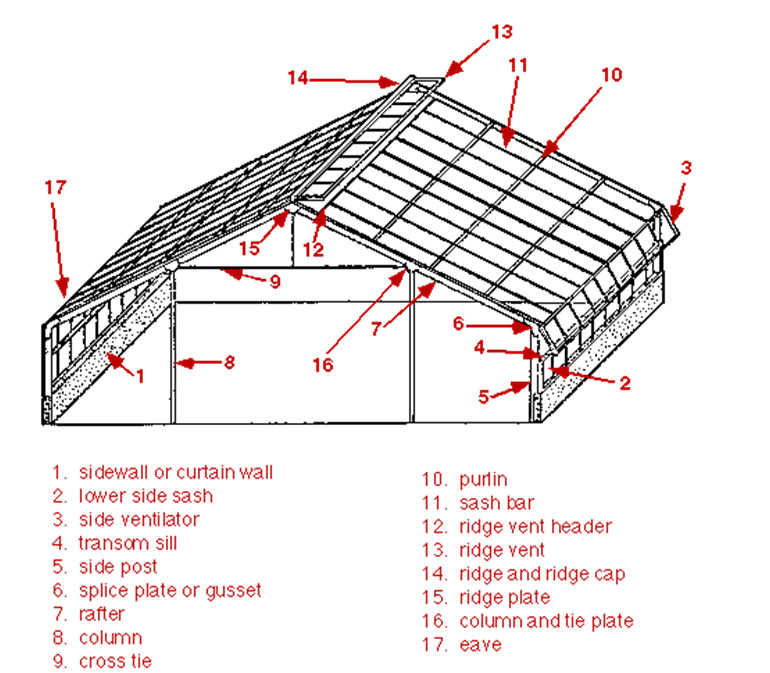 13
11
14
10
3
17
15
12
9
7
6
16
4
1
8
5
2
1. sidewall or curtain wall
2. lower side sash
3. side ventilator
4. transom sill
5. side post
6. splice plate or gusset
7. rafter
8. column
9. cross tie
10. purlin
11. sash bar
12. ridge vent header
13. ridge vent
14. ridge and ridge cap
15. ridge plate
16. column and tie plate
17. eave